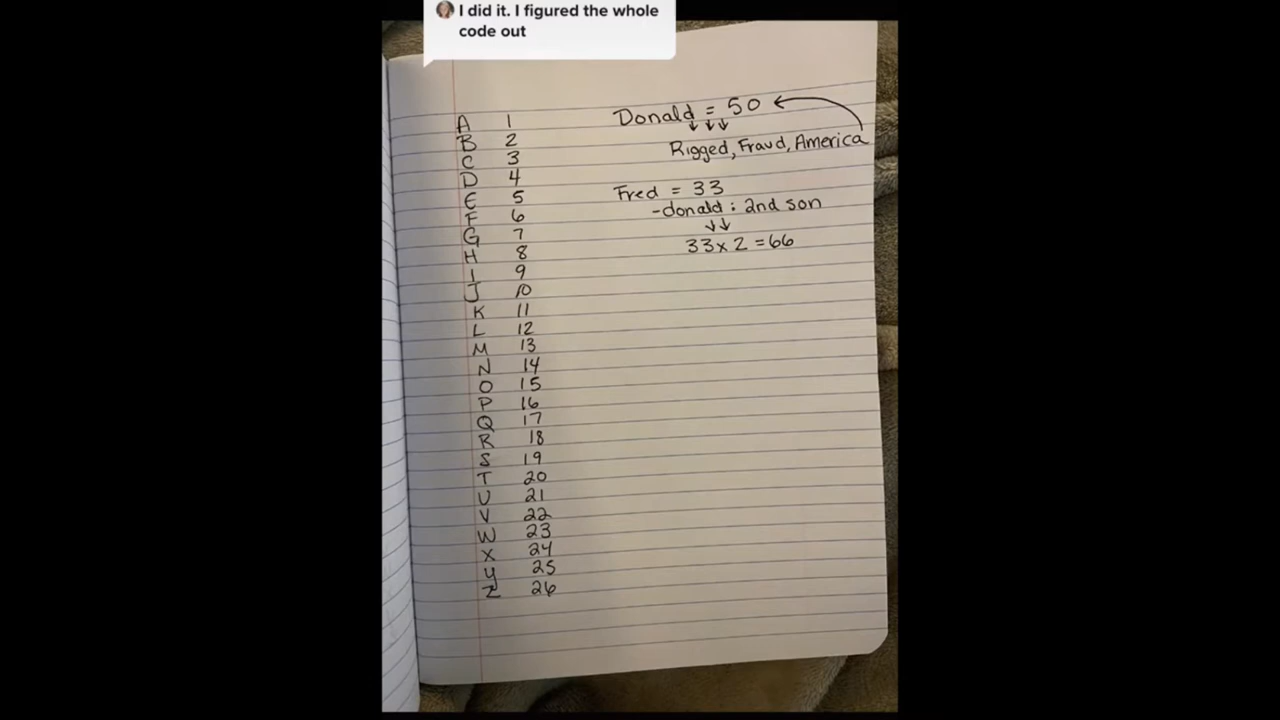 I did it. I figured the whole
code out
A 1
B 2
C 3
D 4
E 5
F 6
G 7
H 8
I 9
J 10
K 11
L 12
M 13
N 14
O 15
P 16
Q 17
R 18
S 19
T 20
U 21
V 22
W 23
X 24
Y 25
Z 26
Donald = 50 ←
↓ ↓ ↓
Rigged, Fraud, America
Fred = 33
-donald : 2nd son
↓↓
33 x 2 = 66